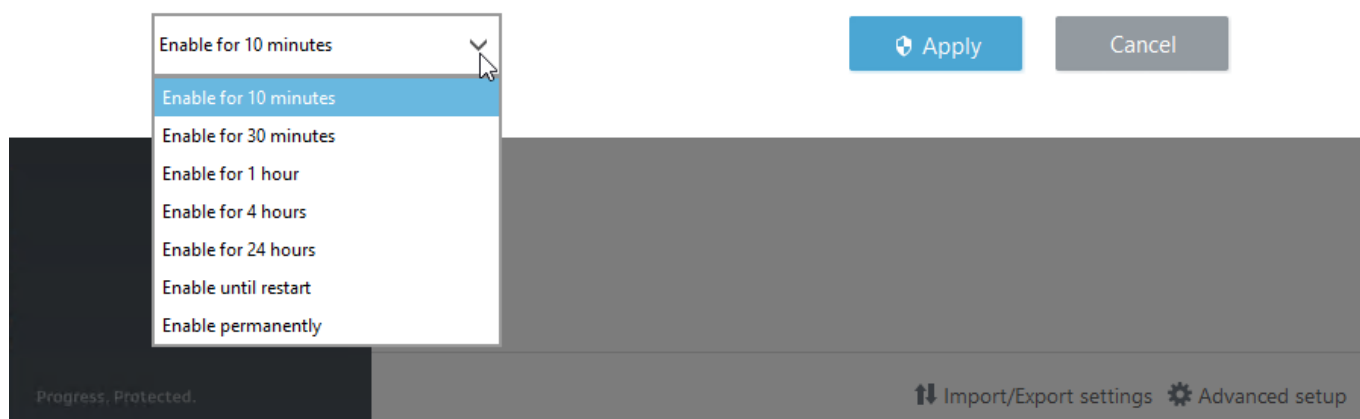 Enable for 10 minutes
Apply
Cancel
Enable for 10 minutes
Enable for 30 minutes
Enable for 1 hour
Enable for 4 hours
Enable for 24 hours
Enable until restart
Enable permanently
Progress. Protected.
Import/Export settings
Advanced setup